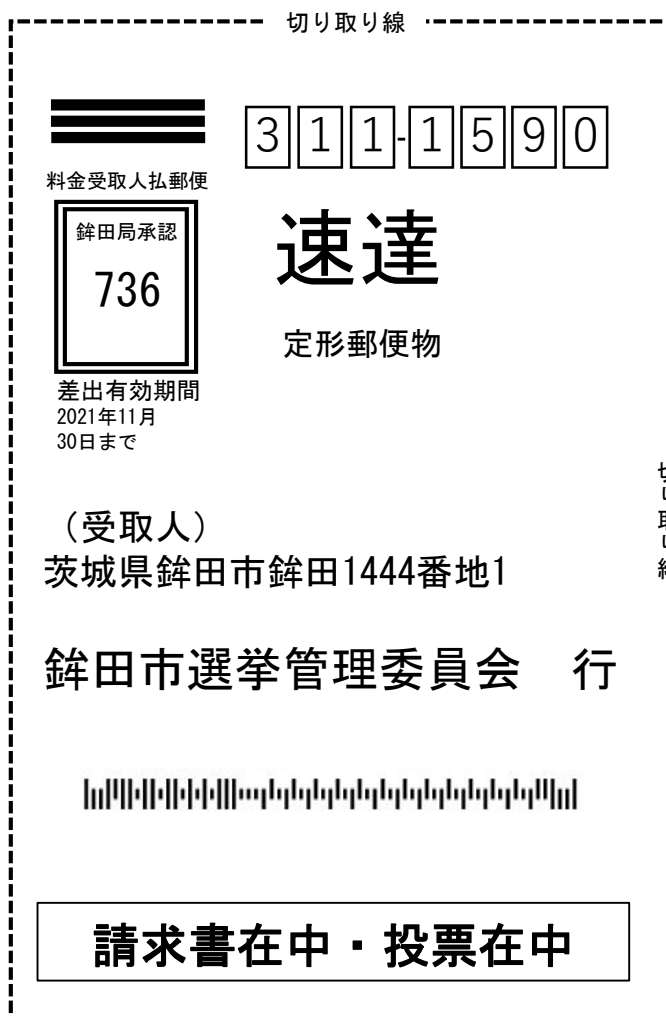 切り取り線
311-1590
料金受取人払郵便
鉾田局承認
736
速達
定形郵便物
差出有効期間
2021年11月
30日まで
切り取り線
（受取人）
茨城県鉾田市鉾田1444番地1
鉾田市選挙管理委員会　行
請求書在中・投票在中